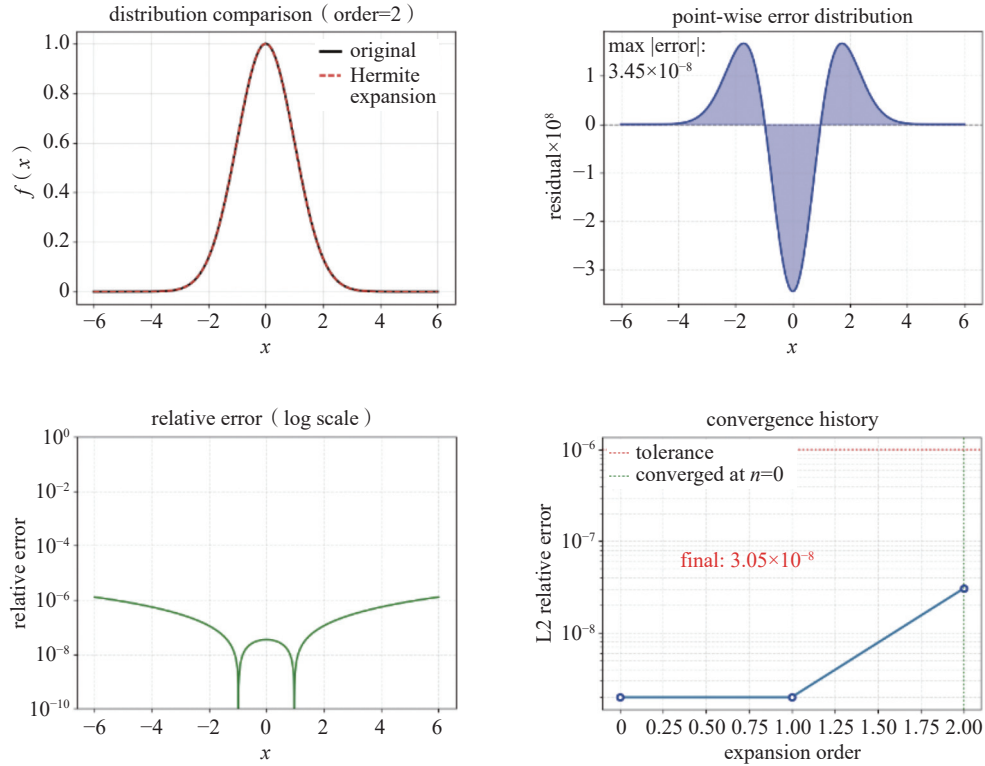 distribution comparison ( order=2 )
f ( x )
1.0
0.8
0.6
0.4
0.2
0
original
Hermite
expansion
−6 −4 −2 0 2 4 6
x
point-wise error distribution
residual×10⁸
max |error|:
3.45×10⁻⁸
1
0
−1
−2
−3
−6 −4 −2 0 2 4 6
x
relative error ( log scale )
relative error
10⁰
10⁻²
10⁻⁴
10⁻⁶
10⁻⁸
10⁻¹⁰
−6 −4 −2 0 2 4 6
x
convergence history
L2 relative error
10⁻⁶
10⁻⁷
10⁻⁸
tolerance
converged at n=0
final: 3.05×10⁻⁸
0 0.25 0.50 0.75 1.00 1.25 1.50 1.75 2.00
expansion order